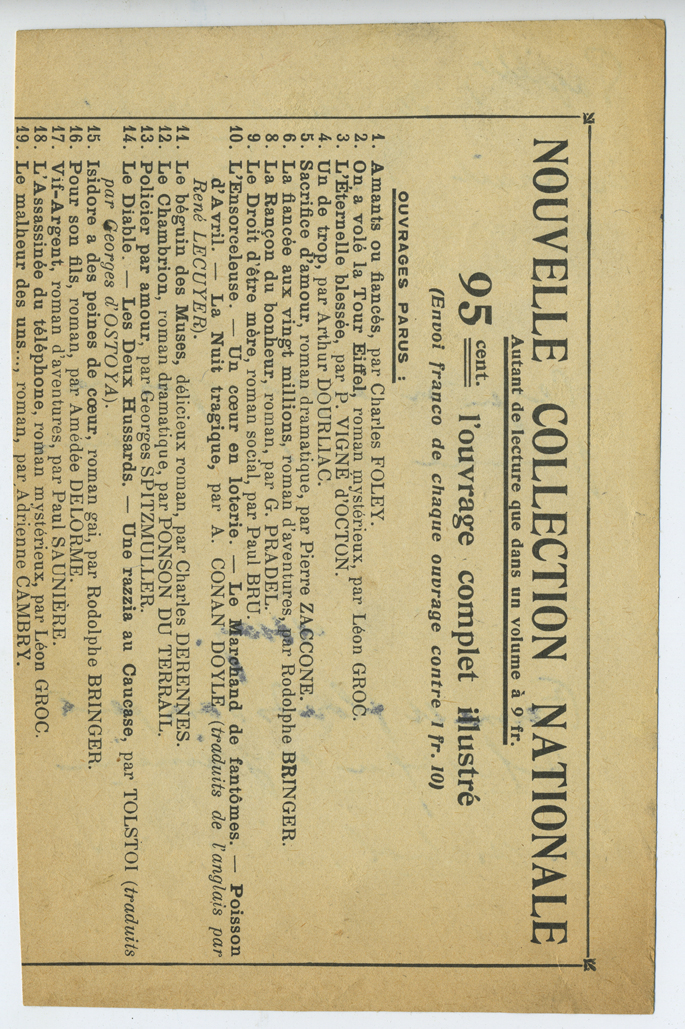 NOUVELLE COLLECTION NATIONALE
Autant de lecture que dans un volume à 9 fr.
95 cent. l'ouvrage complet illustré
(Envoi franco de chaque ouvrage contre 1 fr. 10)
OUVRAGES PARUS :
1. Amants ou fiancés, par Charles FOLEY.
2. On a volé la Tour Eiffel, roman mystérieux, par Léon GROC.
3. L'Éternelle blessée, par P. VIGNÉ d'OCTON.
4. Un de trop, par Arthur DOURLIAC.
5. Sacrifice d'amour, roman dramatique, par Pierre ZACCONE.
6. La fiancée aux vingt millions, roman d'aventures, par Rodolphe BRINGER.
8. La Rançon du bonheur, roman, par G. PRADEL.
9. Le Droit d'être mère, roman social, par Paul BRU.
10. L'Ensorceleuse. — Un cœur en loterie. — Le Marchand de fantômes. — Poisson
d'Avril. — La Nuit tragique, par A. CONAN DOYLE (traduits de l'anglais par
René LECUYER).
11. Le béguin des Muses, délicieux roman, par Charles DERENNES.
12. Le Chambrion, roman dramatique, par PONSON DU TERRAIL.
13. Policier par amour, par Georges SPITZMULLER.
14. Le Diable. — Les Deux Hussards. — Une razzia au Caucase, par TOLSTOI (traduits
par Georges d'OSTOYA).
15. Isidore a des peines de cœur, roman gai, par Rodolphe BRINGER.
16. Pour son fils, roman, par Amédée DELORME.
17. Vif-Argent, roman d'aventures, par Paul SAUNIÈRE.
18. L'Assassinée du téléphone, roman mystérieux, par Léon GROC.
19. Le malheur des uns..., roman, par Adrienne CAMBRY.